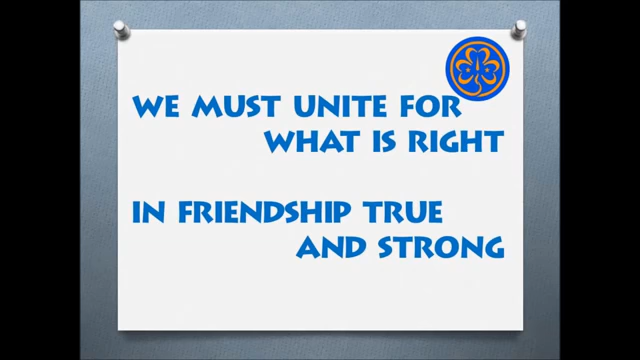 WE MUST UNITE FOR
WHAT IS RIGHT
IN FRIENDSHIP TRUE
AND STRONG